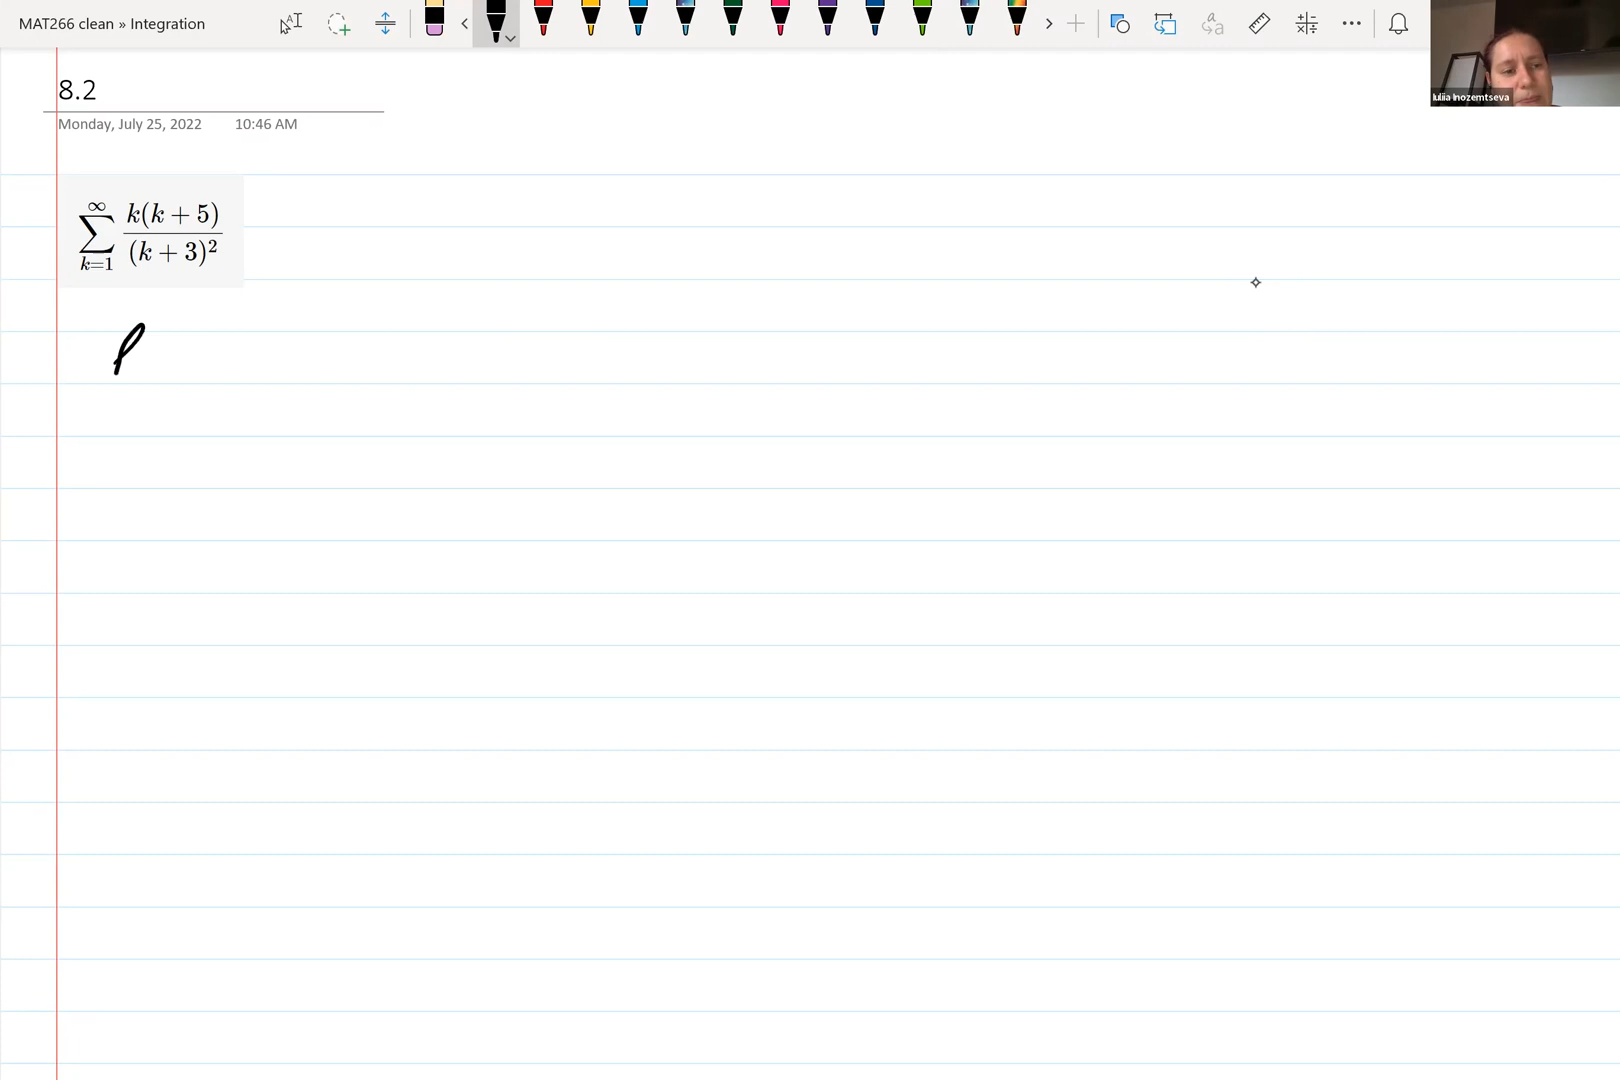 MAT266 clean » Integration
Iuliia Inozemtseva
8.2
Monday, July 25, 2022 10:46 AM
∞ k(k + 5)
∑
k=1 (k + 3)²